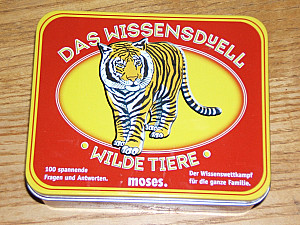 DAS WISSENSDUELL
• WILDE TIERE •
100 spannende
Fragen und Antworten.
moses.
Der Wissenswettkampf
für die ganze Familie.